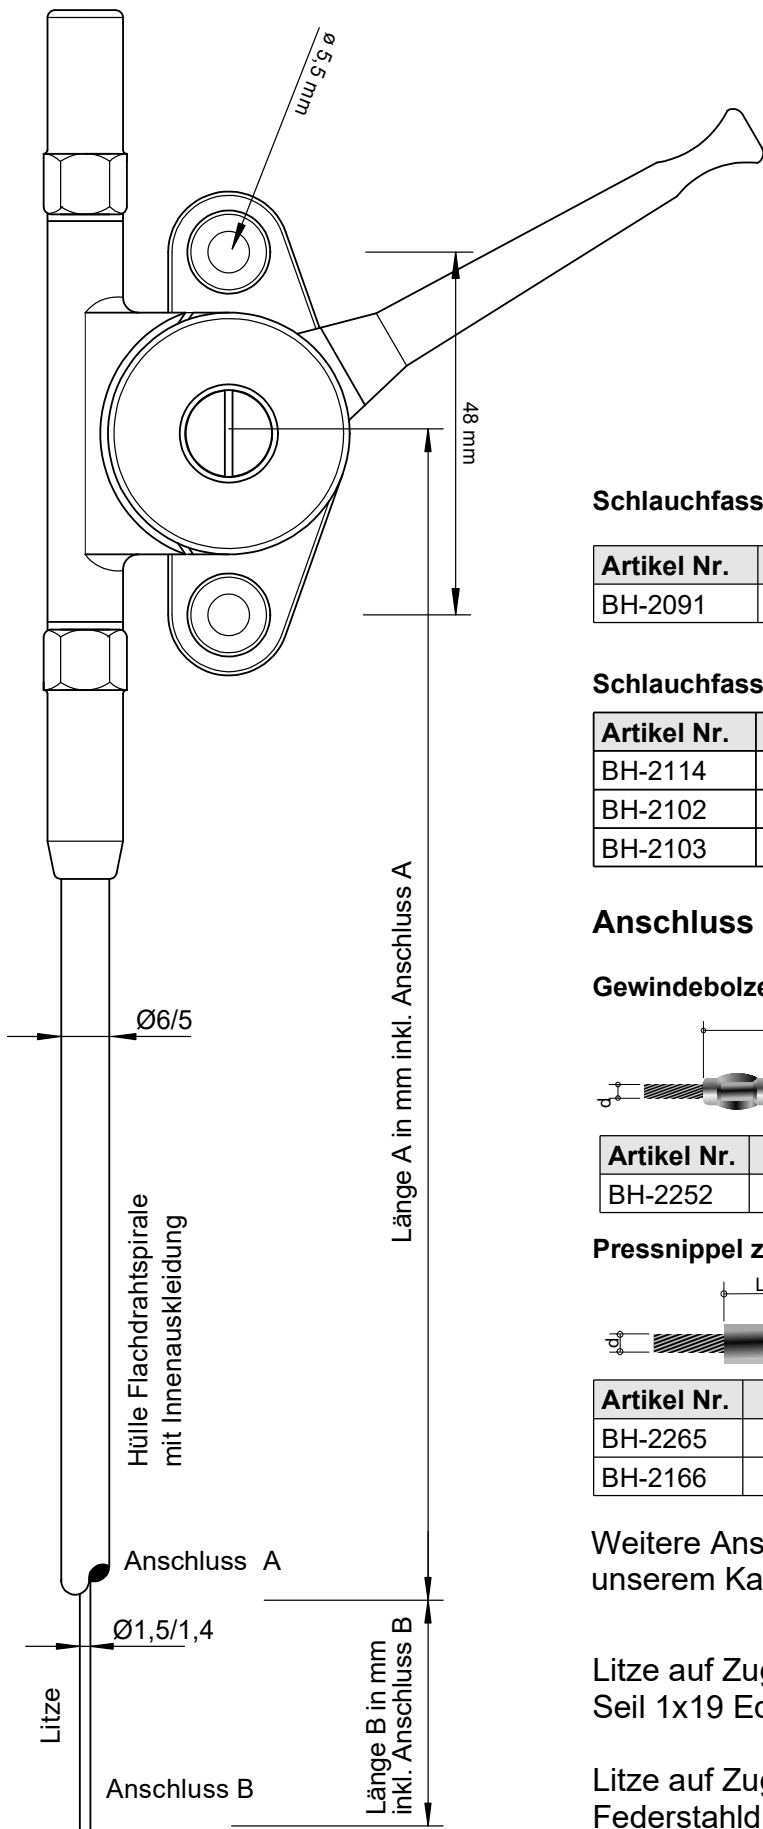 ø 5,5 mm
48 mm
Länge A in mm inkl. Anschluss A
Ø6/5
Hülle Flachdrahtspirale
mit Innenauskleidung
Anschluss A
Ø1,5/1,4
Litze
Länge B in mm
inkl. Anschluss B
Anschluss B
Schlauchfass
Artikel Nr.
BH-2091
Schlauchfass
Artikel Nr.
BH-2114
BH-2102
BH-2103
Anschluss
Gewindebolze
d
Artikel Nr.
BH-2252
Pressnippel z
L
d
Artikel Nr.
BH-2265
BH-2166
Weitere Ans
unserem Ka
Litze auf Zug
Seil 1x19 Ed
Litze auf Zug
Federstahld